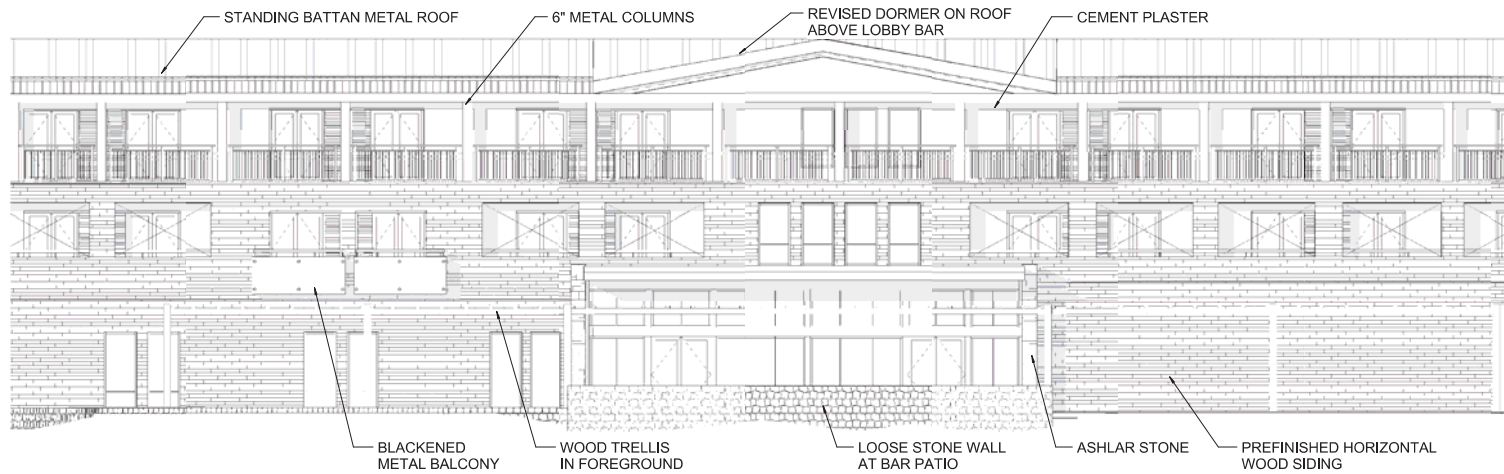 STANDING BATTAN METAL ROOF
6" METAL COLUMNS
REVISED DORMER ON ROOF
ABOVE LOBBY BAR
CEMENT PLASTER
BLACKENED
METAL BALCONY
WOOD TRELLIS
IN FOREGROUND
LOOSE STONE WALL
AT BAR PATIO
ASHLAR STONE
PREFINISHED HORIZONTAL
WOOD SIDING